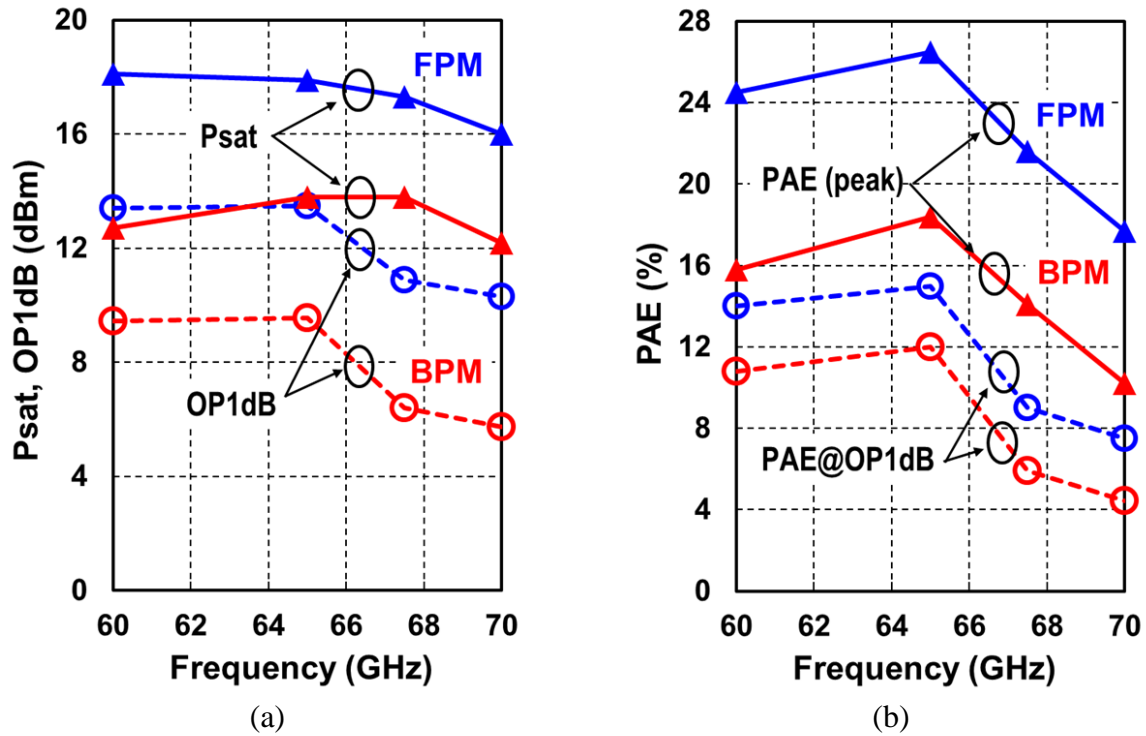 Psat, OP1dB (dBm)
20
16
12
8
4
0
FPM
Psat
OP1dB
BPM
60 62 64 66 68 70
Frequency (GHz)
(a)
PAE (%)
28
24
20
16
12
8
4
0
FPM
PAE (peak)
BPM
PAE@OP1dB
60 62 64 66 68 70
Frequency (GHz)
(b)